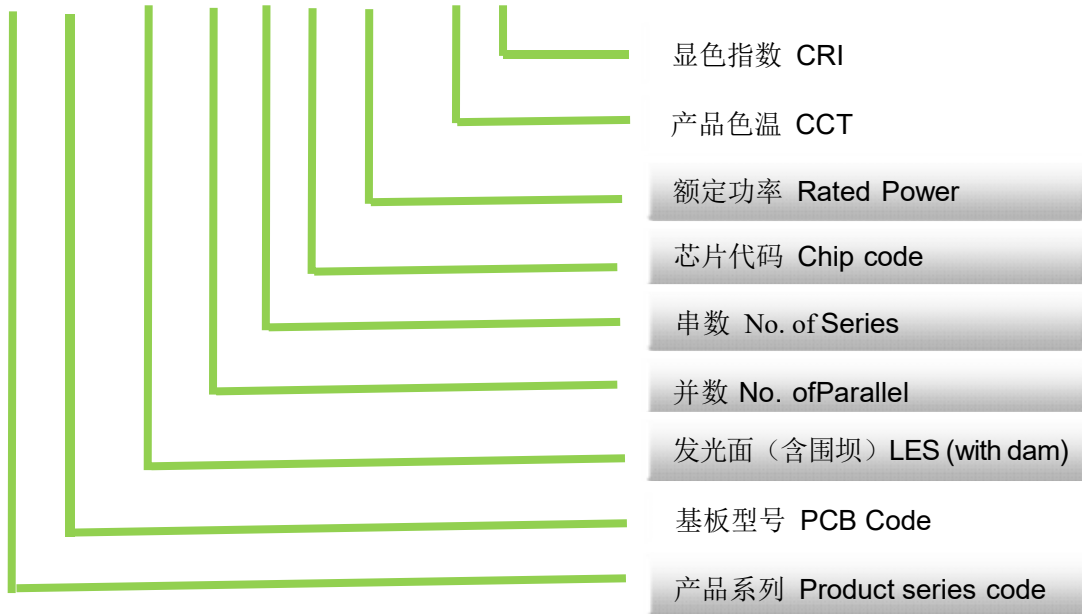 显色指数 CRI
产品色温 CCT
额定功率 Rated Power
芯片代码 Chip code
串数 No. of Series
并数 No. ofParallel
发光面（含围坝）LES (with dam)
基板型号 PCB Code
产品系列 Product series code